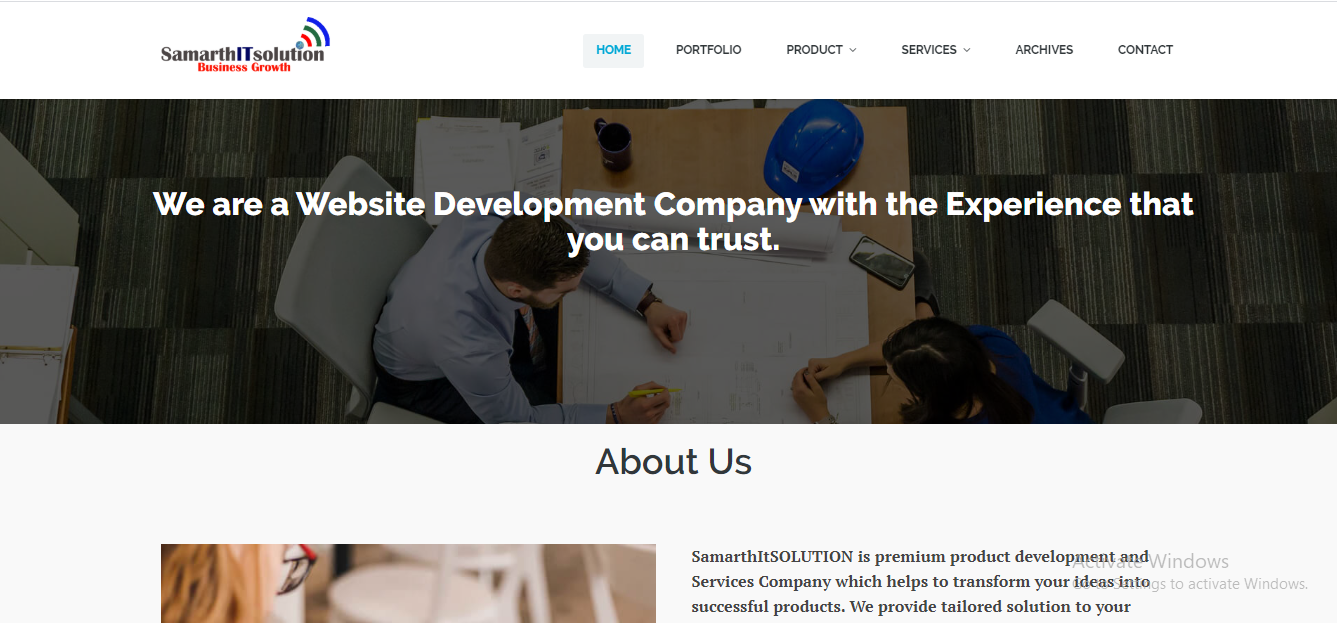 SamarthITsolution
Business Growth
HOME PORTFOLIO PRODUCT SERVICES ARCHIVES CONTACT
We are a Website Development Company with the Experience that
you can trust.
About Us
SamarthItSOLUTION is premium product development and
Services Company which helps to transform your ideas into
successful products. We provide tailored solution to your
Activate Windows
Go to Settings to activate Windows.